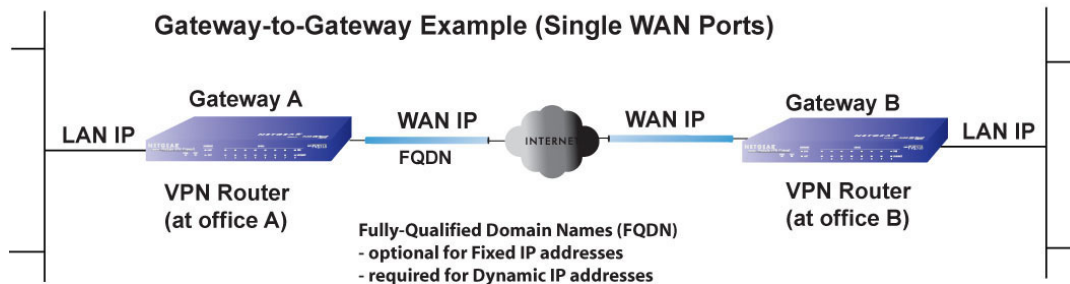 Gateway-to-Gateway Example (Single WAN Ports)
Gateway A
Gateway B
LAN IP
WAN IP
WAN IP
LAN IP
NETGEAR
INTERNET
NETGEAR
FQDN
VPN Router
(at office A)
VPN Router
(at office B)
Fully-Qualified Domain Names (FQDN)
- optional for Fixed IP addresses
- required for Dynamic IP addresses